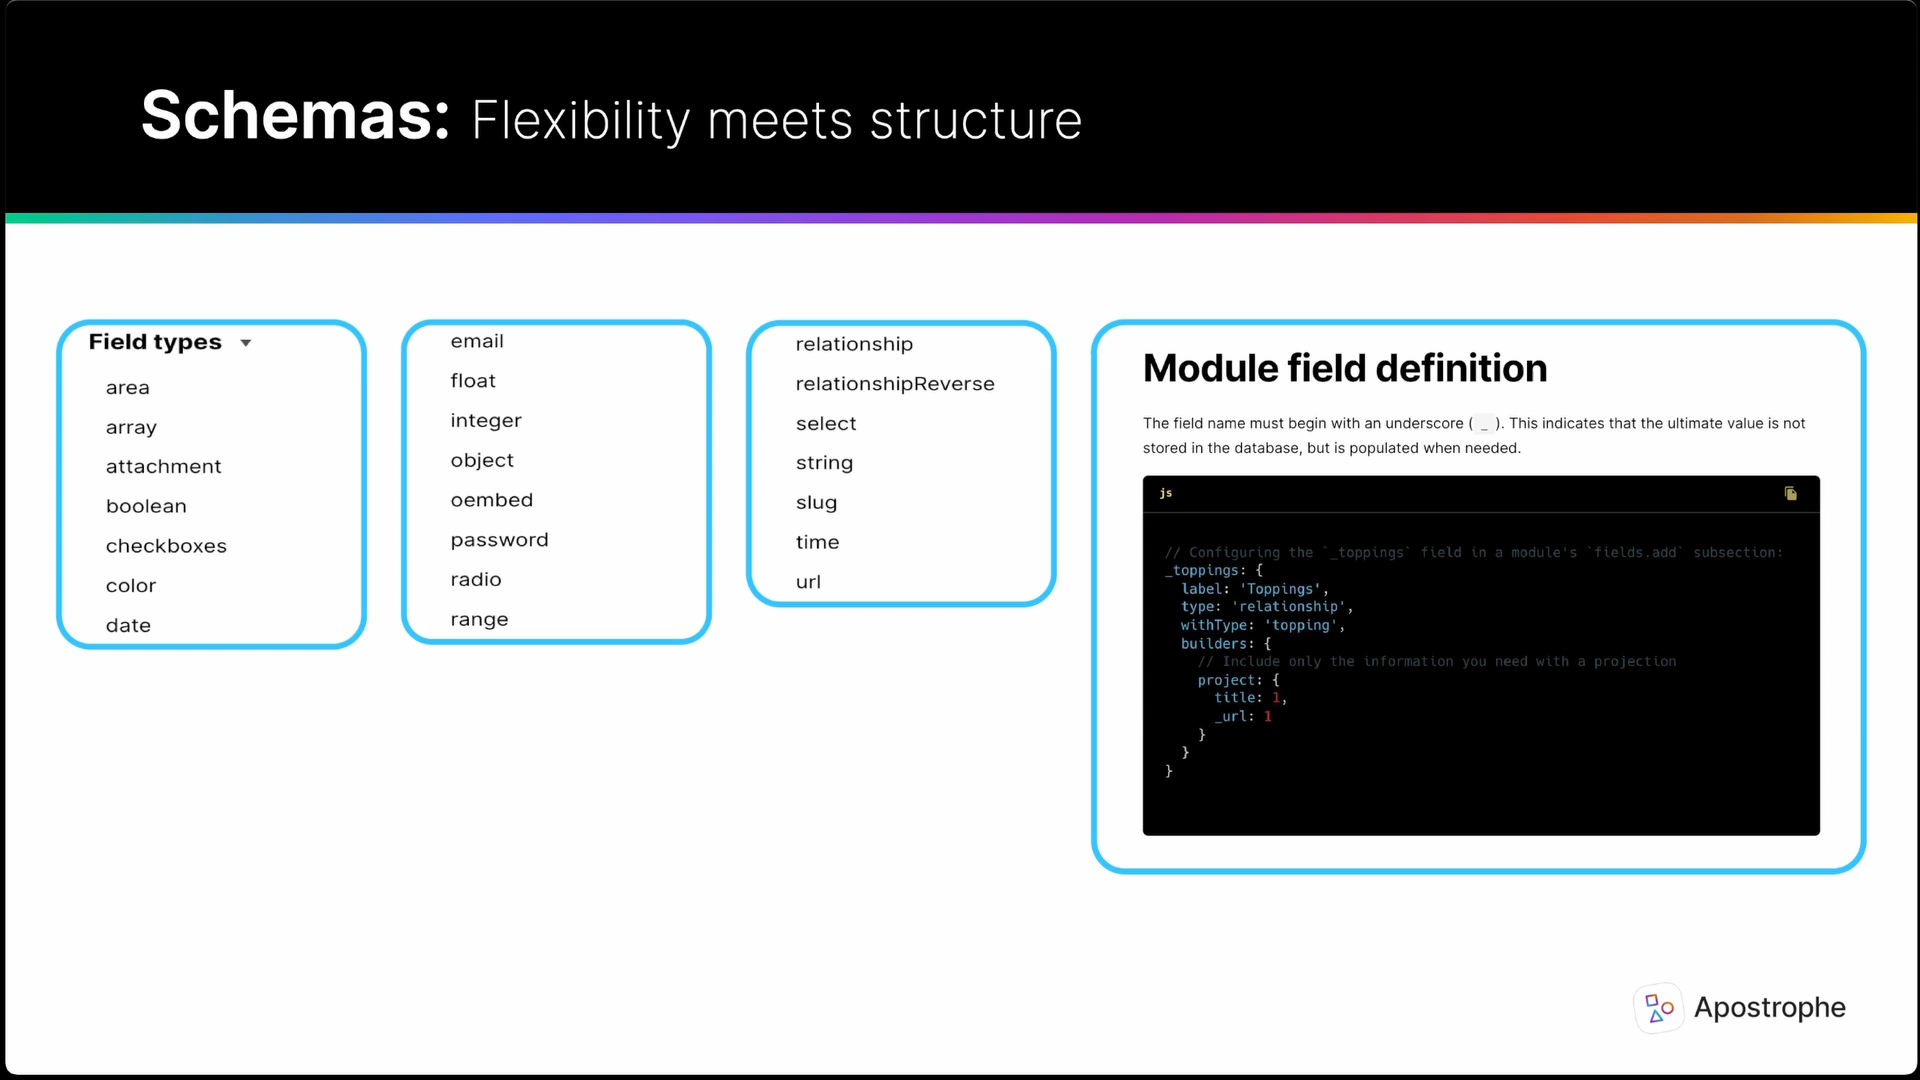 Schemas: Flexibility meets structure
Field types
area
array
attachment
boolean
checkboxes
color
date
email
float
integer
object
oembed
password
radio
range
relationship
relationshipReverse
select
string
slug
time
url
Module field definition
The field name must begin with an underscore ( _ ). This indicates that the ultimate value is not
stored in the database, but is populated when needed.
js
// Configuring the `_toppings` field in a module's `fields.add` subsection:
_toppings: {
  label: 'Toppings',
  type: 'relationship',
  withType: 'topping',
  builders: {
    // Include only the information you need with a projection
    project: {
      title: 1,
      _url: 1
    }
  }
}
Apostrophe